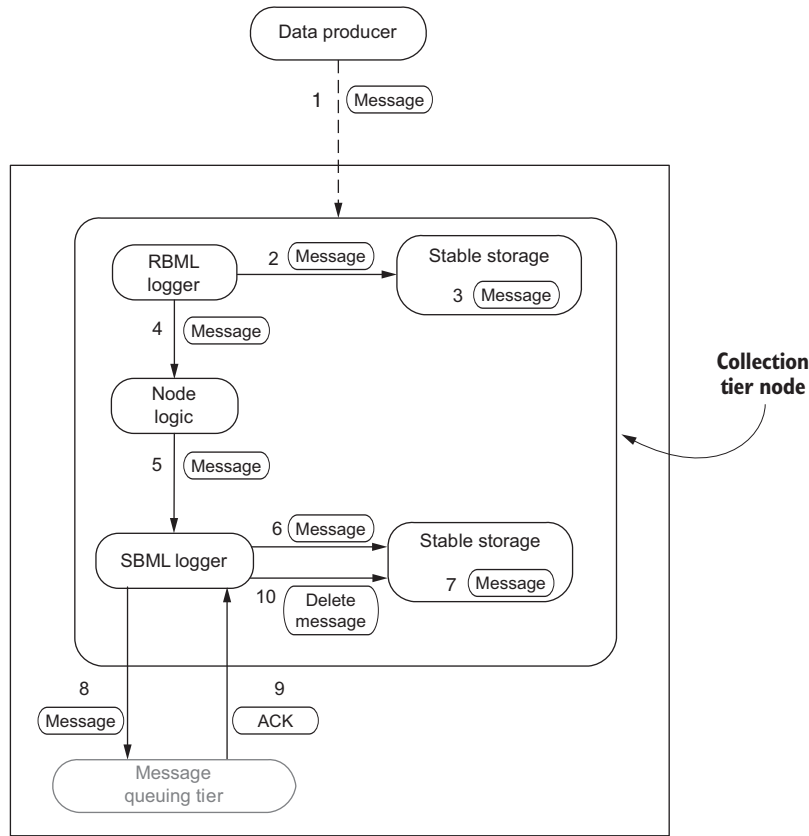 Data producer
1 Message
RBML
logger
2 Message
Stable storage
3 Message
4 Message
Collection
tier node
Node
logic
5 Message
SBML logger
6 Message
Stable storage
7 Message
10 Delete
message
8
Message
9
ACK
Message
queuing tier